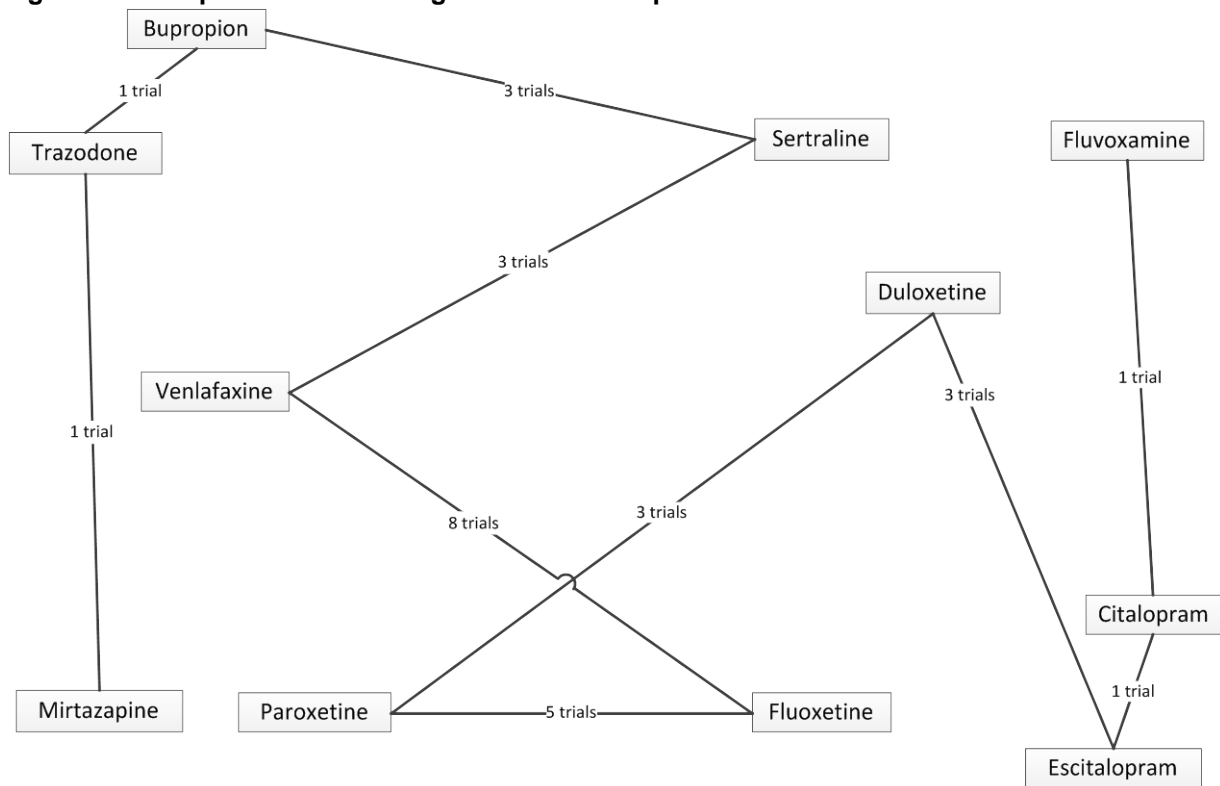 Bupropion
1 trial
3 trials
Trazodone
Sertraline
Fluvoxamine
3 trials
Duloxetine
Venlafaxine
1 trial
3 trials
1 trial
8 trials
3 trials
Citalopram
Mirtazapine
Paroxetine
5 trials
Fluoxetine
1 trial
Escitalopram